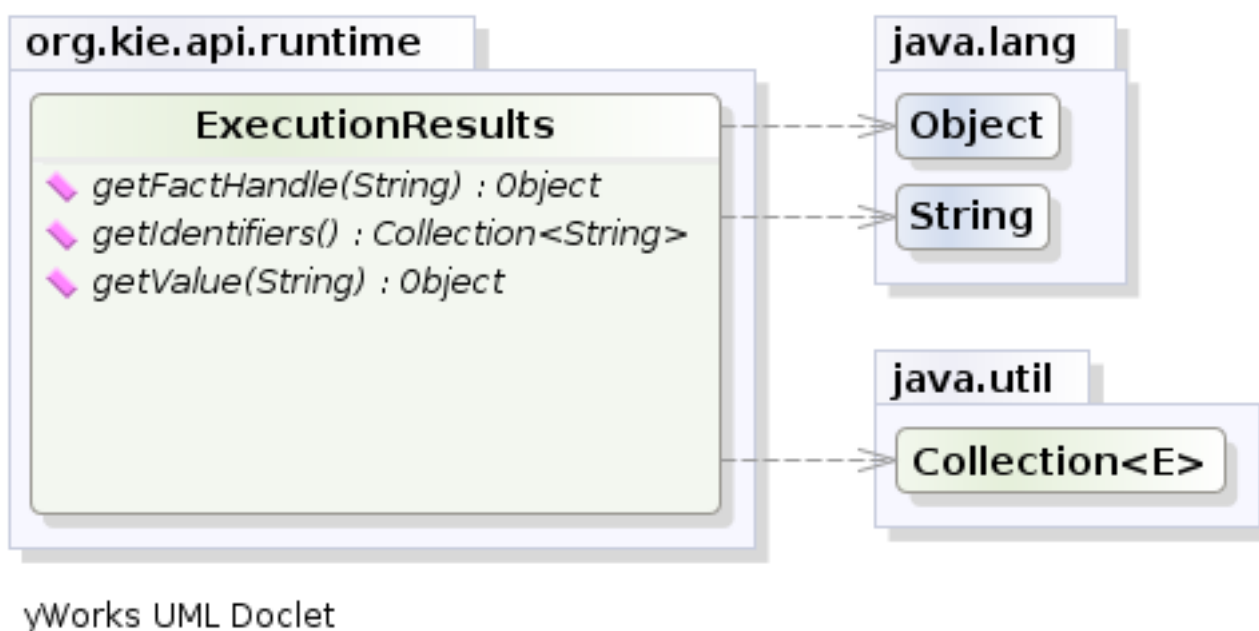 org.kie.api.runtime
ExecutionResults
getFactHandle(String) : Object
getIdentifiers() : Collection<String>
getValue(String) : Object
java.lang
Object
String
java.util
Collection<E>
yWorks UML Doclet